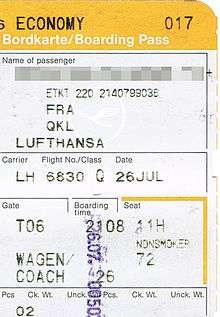 s ECONOMY 017
Bordkarte/Boarding Pass
Name of passenger
ETKT 220 2140799036
FRA
QKL
LUFTHANSA
Carrier Flight No./Class Date
LH 6830 Q 26JUL
Gate Boarding time Seat
T06 2108 11H
NONSMOKER
WAGEN/ 72
COACH 26
Pcs Ck. Wt. Unck. Pcs Ck. Wt. Unck. Wt.
02